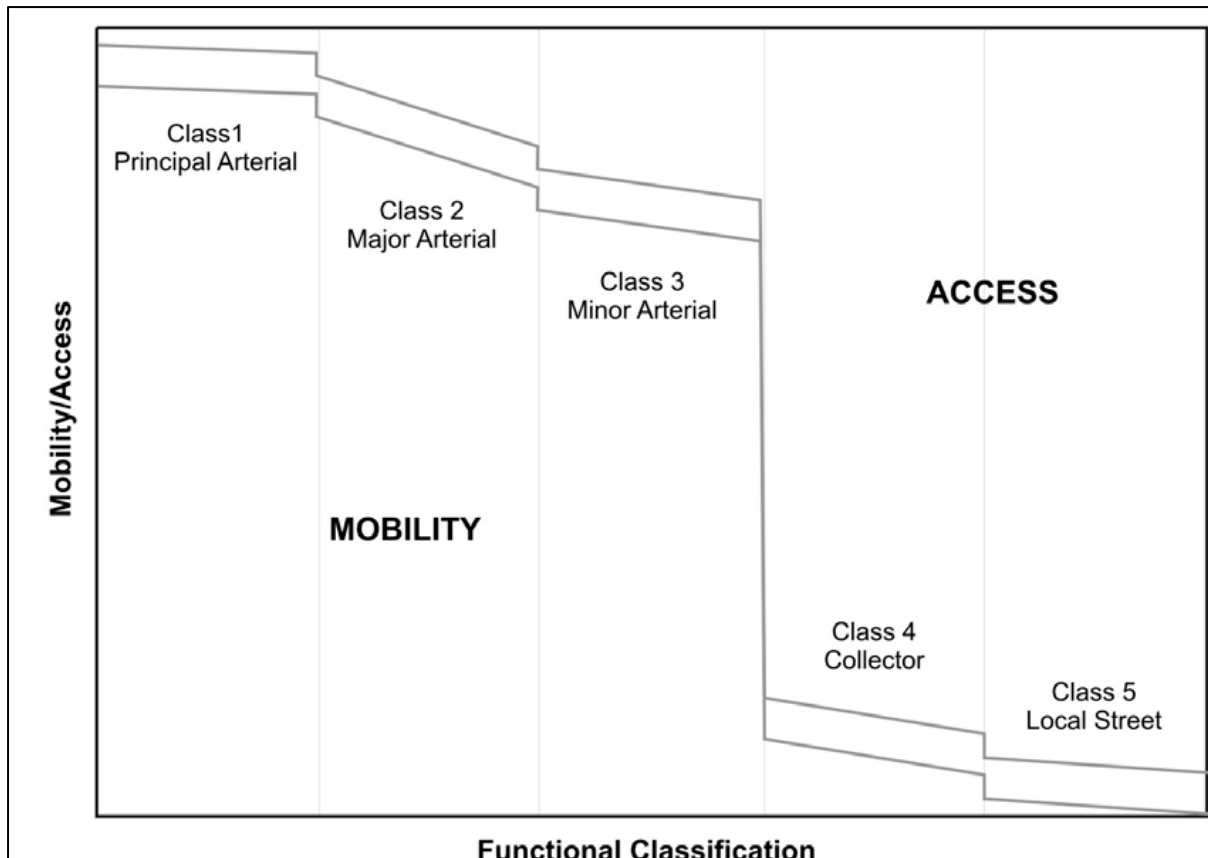 Class1
Principal Arterial
Class 2
Major Arterial
Class 3
Minor Arterial
ACCESS
Mobility/Access
MOBILITY
Class 4
Collector
Class 5
Local Street
Functional Classification